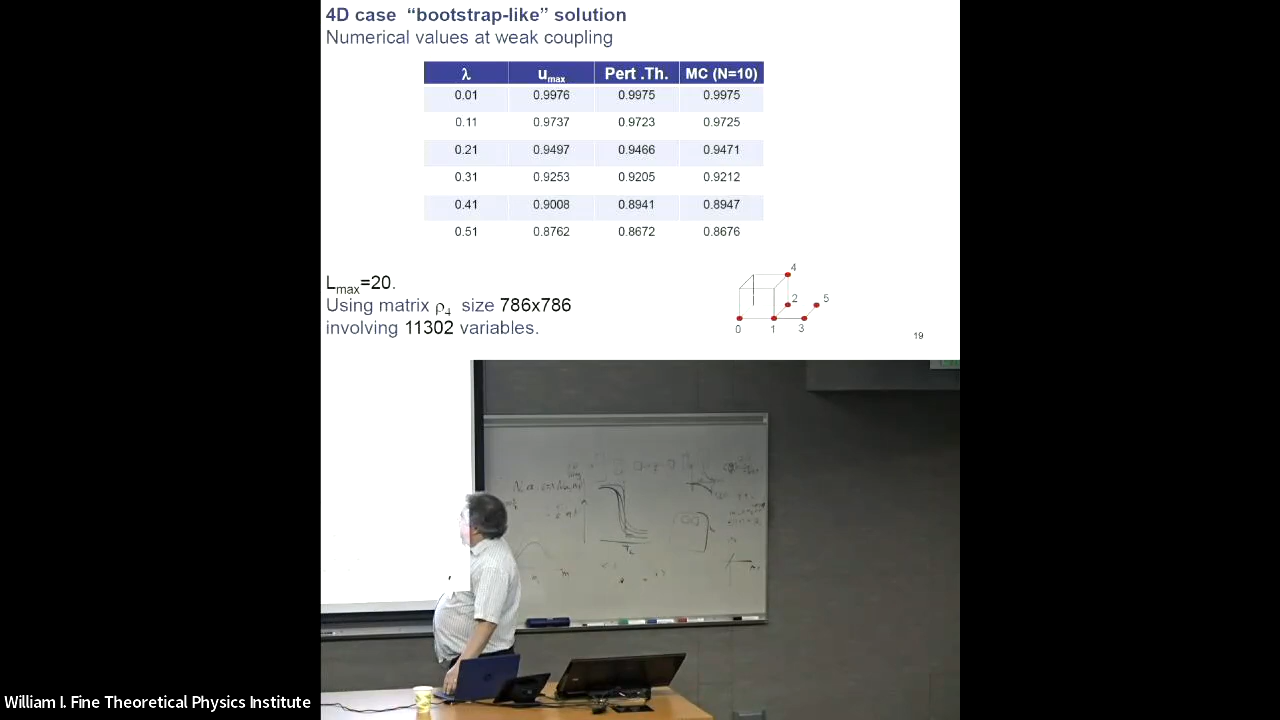 4D case “bootstrap-like” solution
Numerical values at weak coupling
λ u_max Pert .Th. MC (N=10)
0.01 0.9976 0.9975 0.9975
0.11 0.9737 0.9723 0.9725
0.21 0.9497 0.9466 0.9471
0.31 0.9253 0.9205 0.9212
0.41 0.9008 0.8941 0.8947
0.51 0.8762 0.8672 0.8676
L_max=20.
Using matrix ρ_4 size 786x786
involving 11302 variables.
4
2 5
0 1 3
19
William I. Fine Theoretical Physics Institute